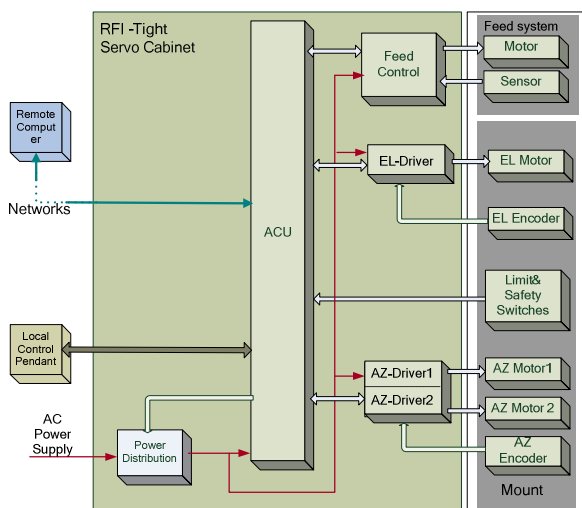 RFI -Tight
Servo Cabinet
Feed system
Motor
Sensor
Feed
Control
Remote
Comput
er
Networks
EL-Driver
EL Motor
EL Encoder
ACU
Limit&
Safety
Switches
Local
Control
Pendant
AZ-Driver1
AZ-Driver2
AZ Motor1
AZ Motor 2
AZ
Encoder
AC
Power
Supply
Power
Distribution
Mount